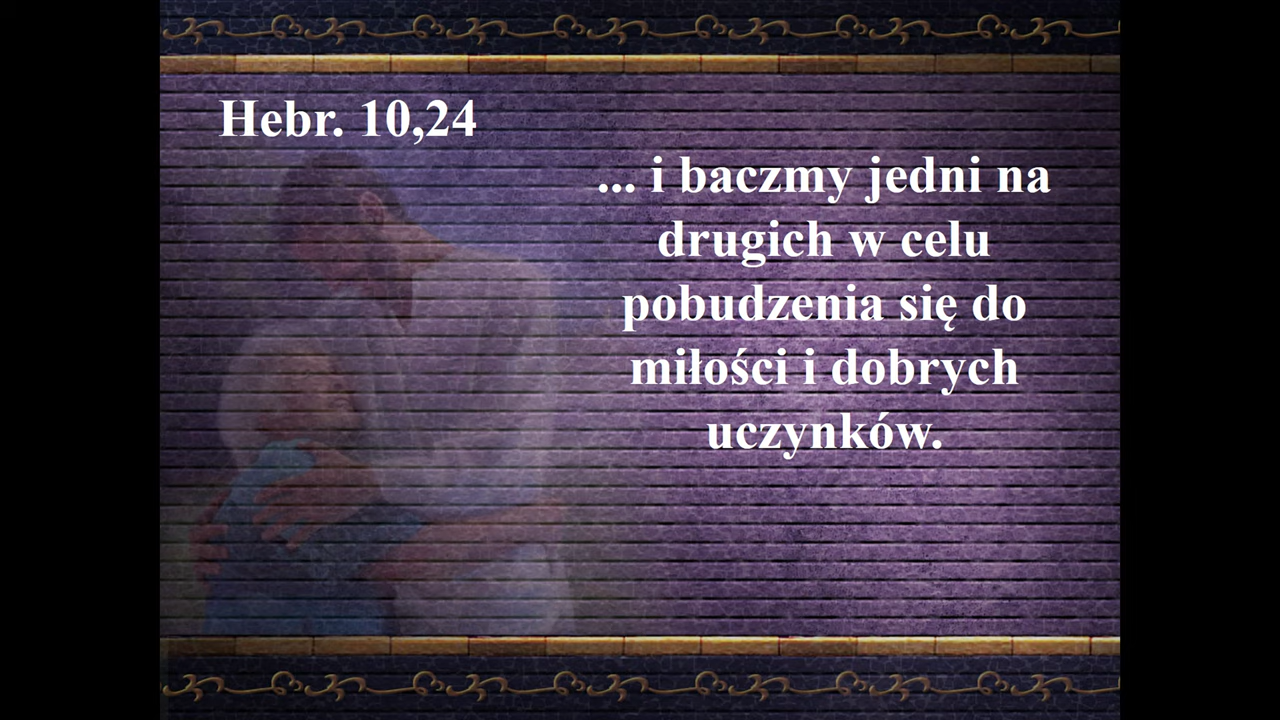 Hebr. 10,24
... i baczmy jedni na
drugich w celu
pobudzenia się do
miłości i dobrych
uczynków.